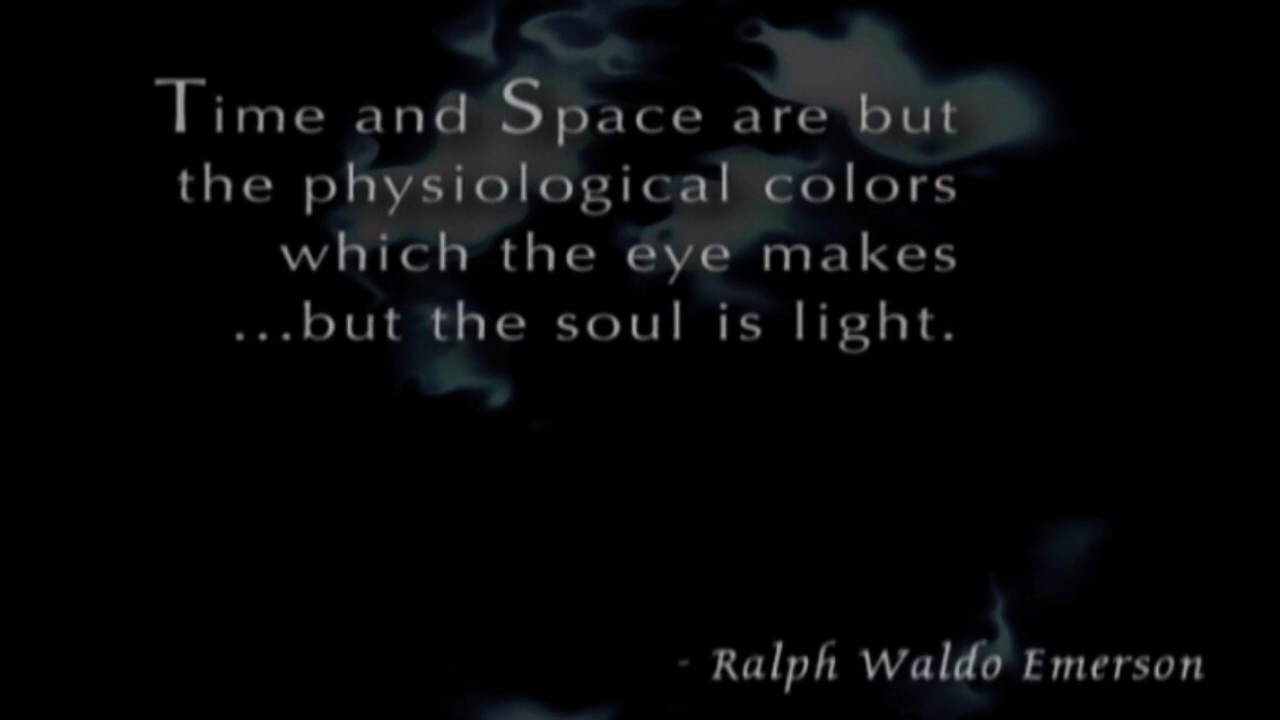 Time and Space are but
the physiological colors
which the eye makes
...but the soul is light.
- Ralph Waldo Emerson